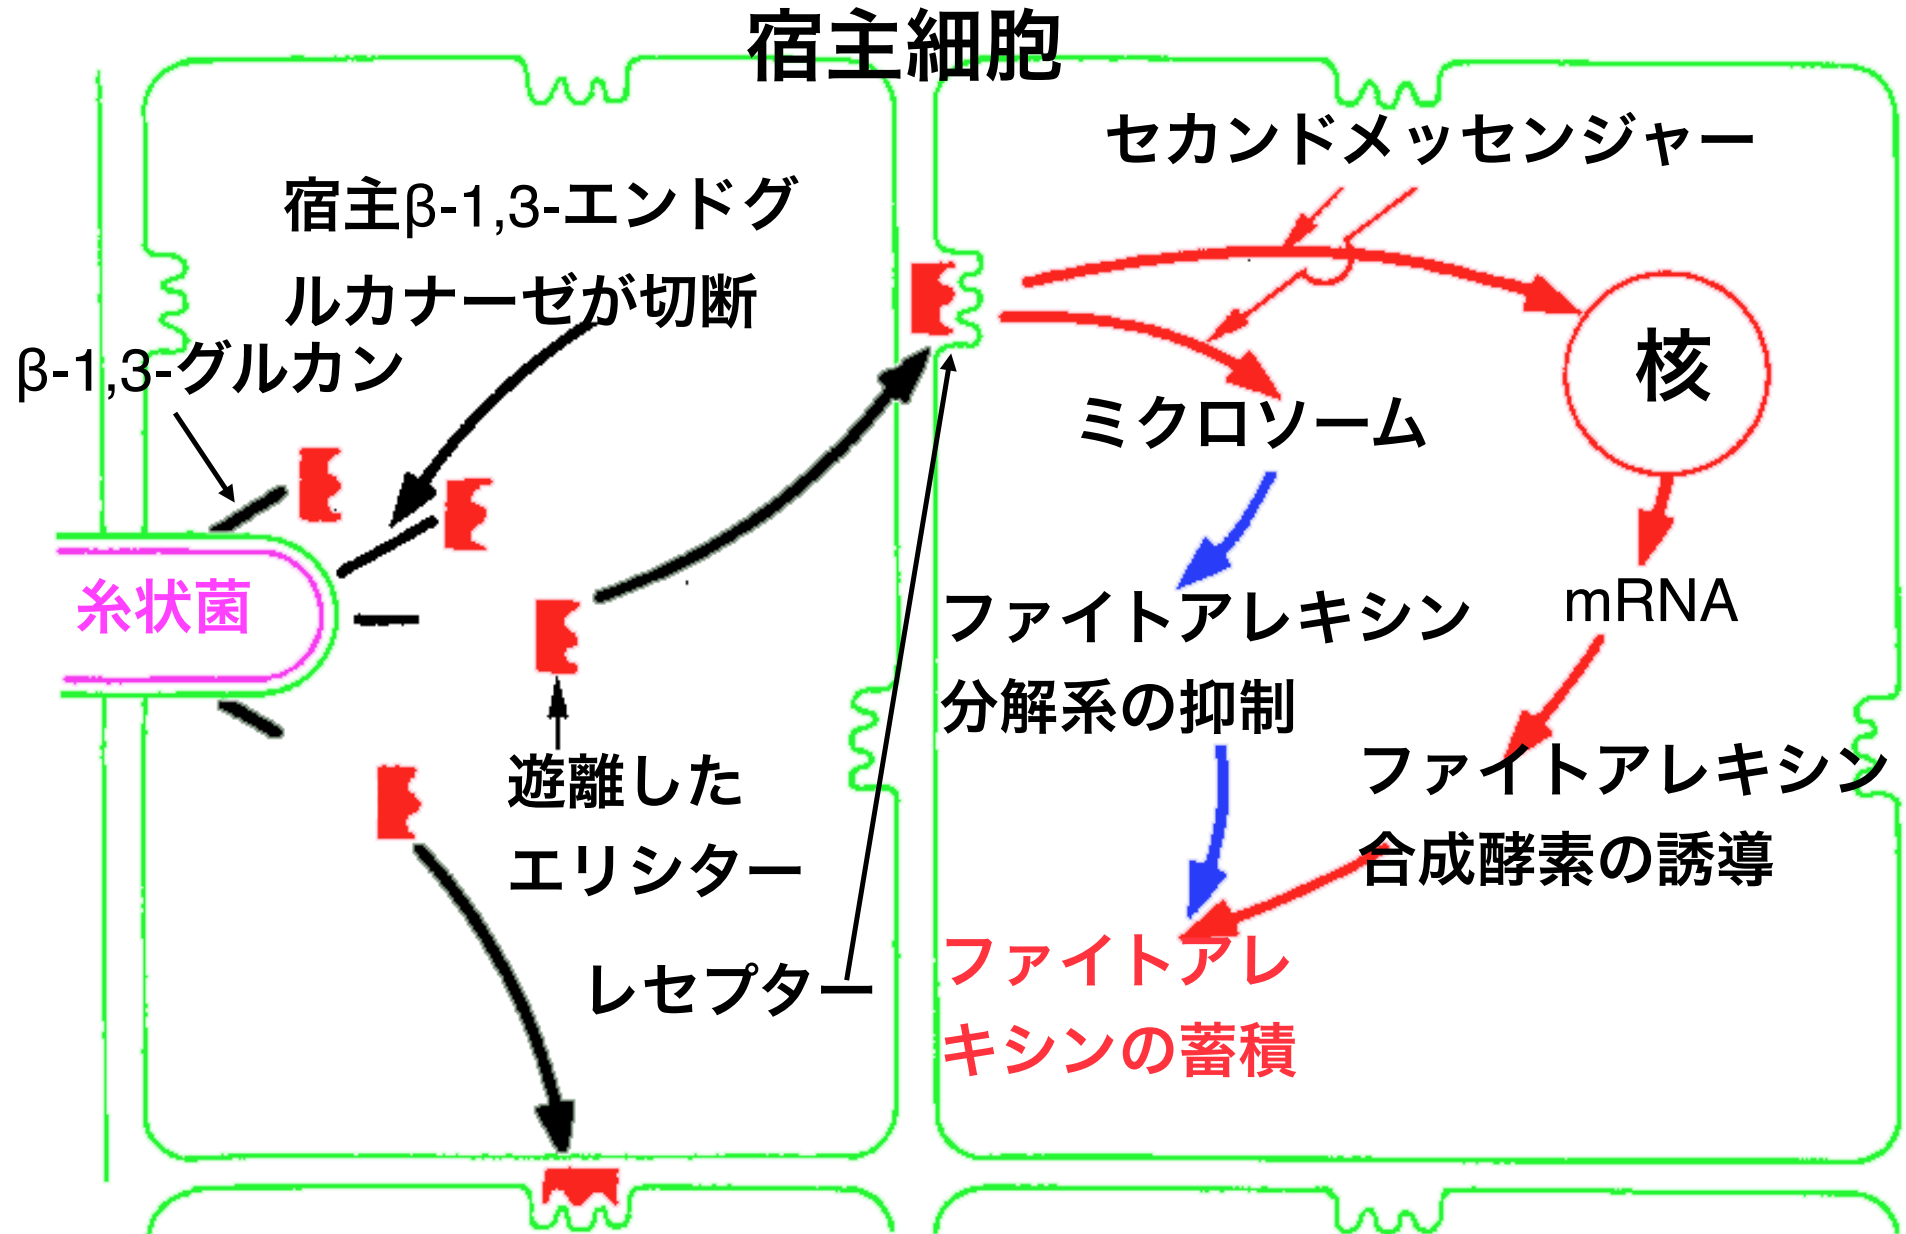 宿主細胞
セカンドメッセンジャー
宿主β-1,3-エンドグ
ルカナーゼが切断
β-1,3-グルカン
核
ミクロソーム
糸状菌
mRNA
ファイトアレキシン
分解系の抑制
遊離した
エリシター
ファイトアレキシン
合成酵素の誘導
レセプター
ファイトアレ
キシンの蓄積